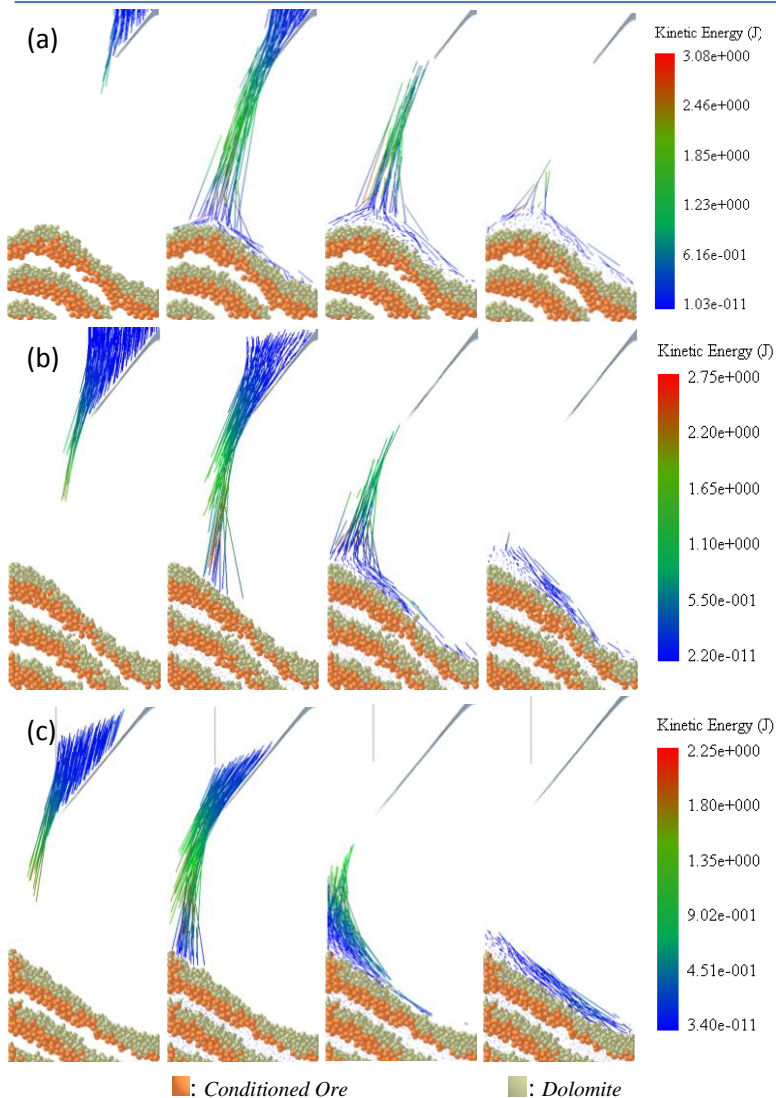 (a)
Kinetic Energy (J)
3.08e+000
2.46e+000
1.85e+000
1.23e+000
6.16e-001
1.03e-011
(b)
Kinetic Energy (J)
2.75e+000
2.20e+000
1.65e+000
1.10e+000
5.50e-001
2.20e-011
(c)
Kinetic Energy (J)
2.25e+000
1.80e+000
1.35e+000
9.02e-001
4.51e-001
3.40e-011
: Conditioned Ore : Dolomite